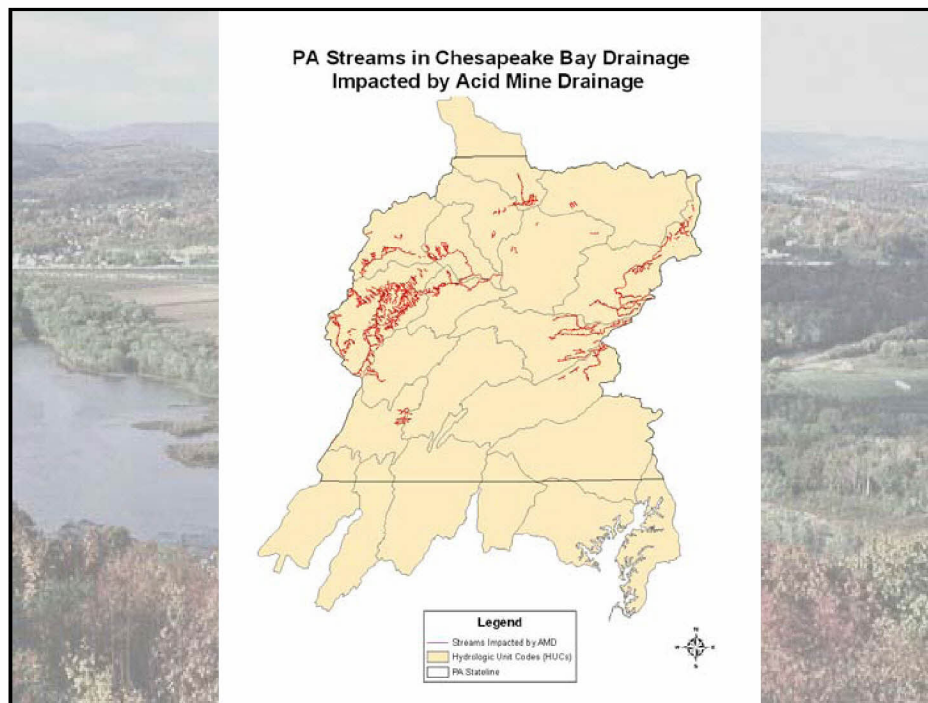 PA Streams in Chesapeake Bay Drainage
Impacted by Acid Mine Drainage
Legend
Streams Impacted by AMD
Hydrologic Unit Codes (HUCs)
PA Stateline
N
W
E
S